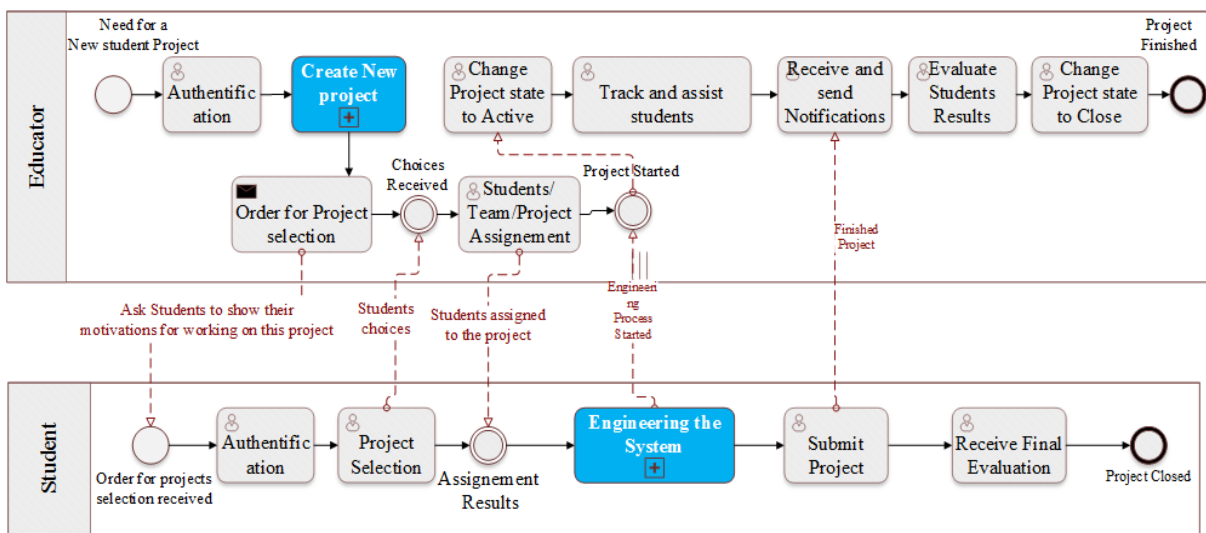 Need for a
New student Project
Project
Finished
Educator
Authentific
ation
Create New
project
Change
Project state
to Active
Track and assist
students
Receive and
send
Notifications
Evaluate
Students
Results
Change
Project state
to Close
Choices
Received
Project Started
Order for Project
selection
Students/
Team/Project
Assignement
Finished
Project
Ask Students to show their
motivations for working on this project
Students
choices
Students assigned
to the project
Engineeri
ng
Process
Started
Student
Authentific
ation
Project
Selection
Engineering the
System
Submit
Project
Receive Final
Evaluation
Order for projects
selection received
Assignement
Results
Project Closed